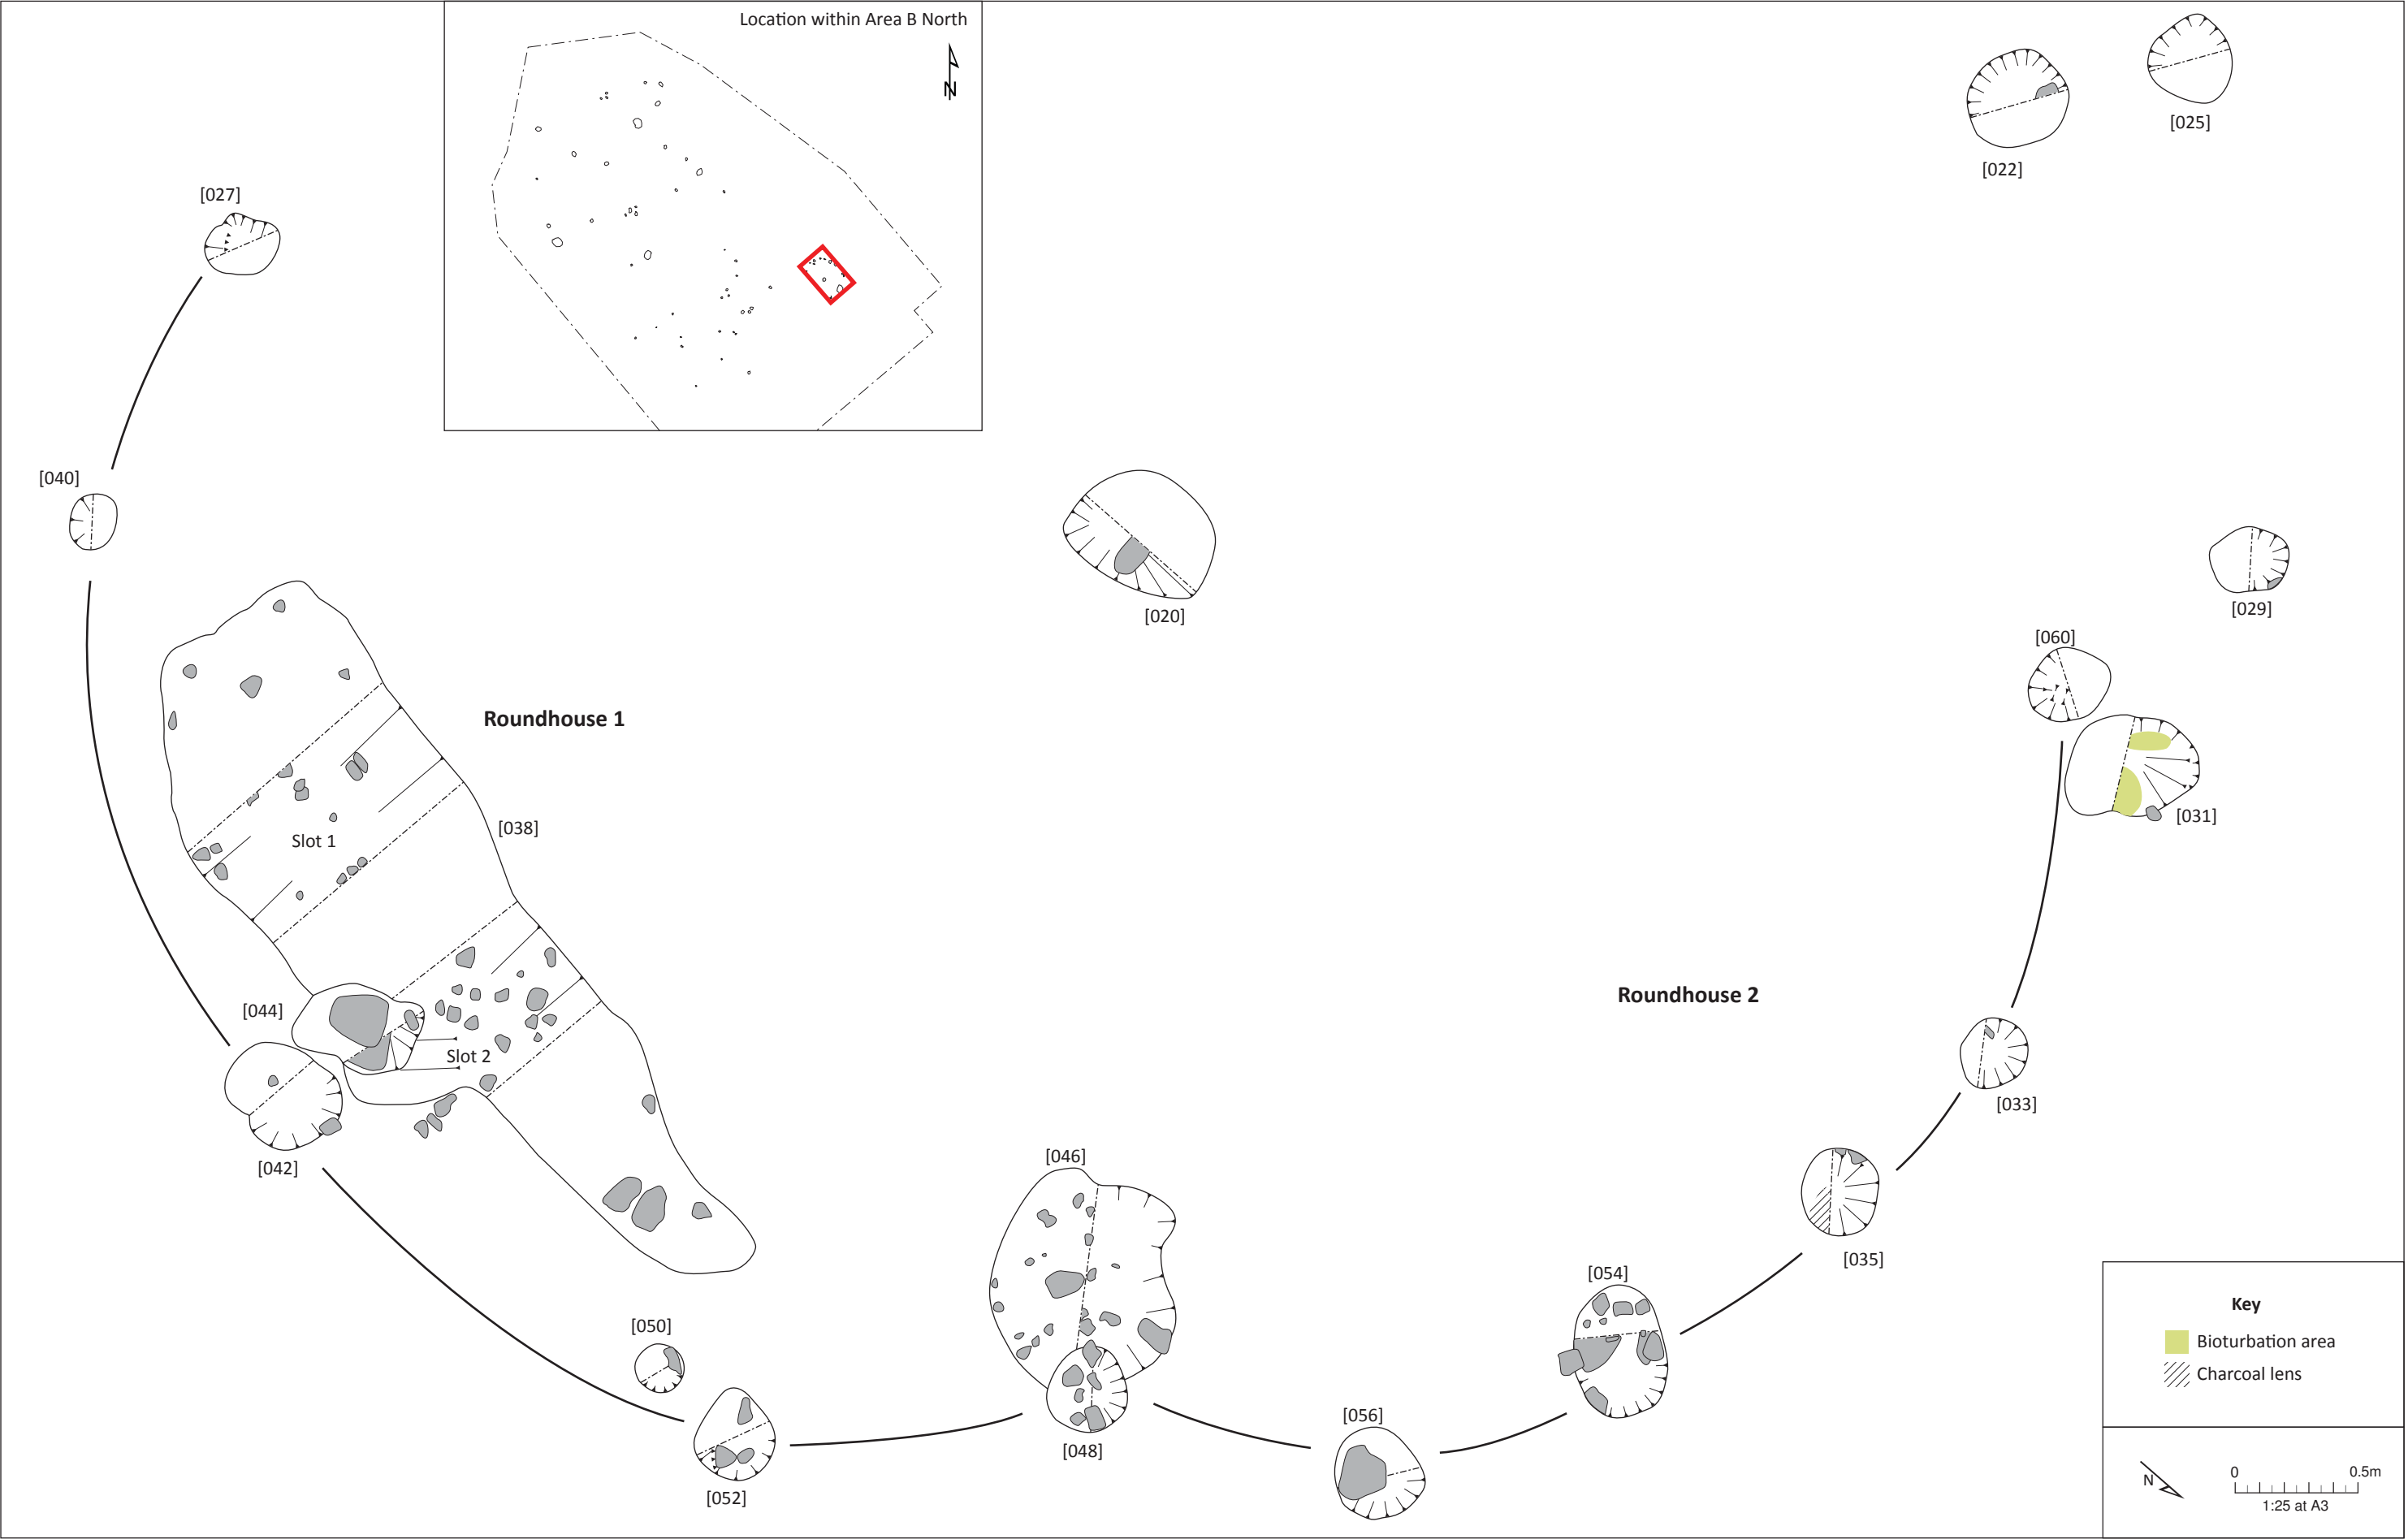 Location within Area B North
N
[025]
[022]
[027]
[040]
[020]
[029]
[060]
Roundhouse 1
[031]
[038]
Slot 1
Roundhouse 2
[044]
Slot 2
[033]
[042]
[046]
[035]
[054]
[050]
[056]
[048]
[052]
Key
Bioturbation area
Charcoal lens
N
0 0.5m
1:25 at A3